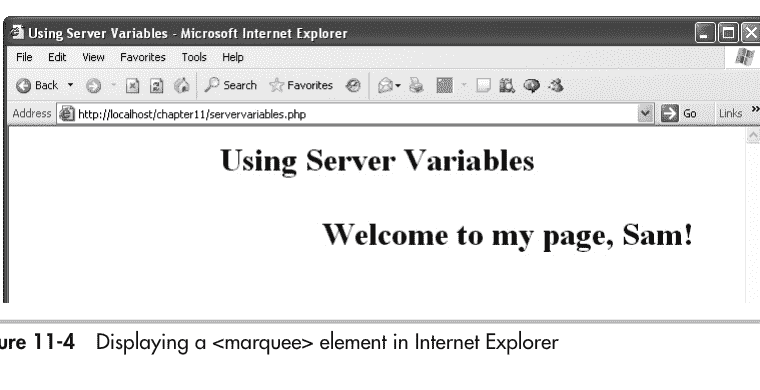 Using Server Variables - Microsoft Internet Explorer
File Edit View Favorites Tools Help
Back Search Favorites
Address http://localhost/chapter11/servervariables.php Go Links »
Using Server Variables
Welcome to my page, Sam!
ure 11-4 Displaying a <marquee> element in Internet Explorer